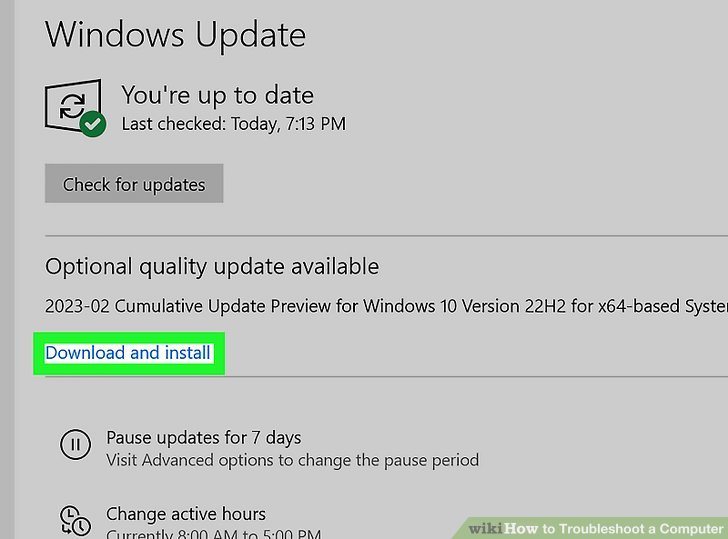 Windows Update
You're up to date
Last checked: Today, 7:13 PM
Check for updates
Optional quality update available
2023-02 Cumulative Update Preview for Windows 10 Version 22H2 for x64-based
Download and install
Pause updates for 7 days
Visit Advanced options to change the pause period
Change active hours
Currently 8:00 AM to 5:00 PM
wikiHow to Troubleshoot a Computer